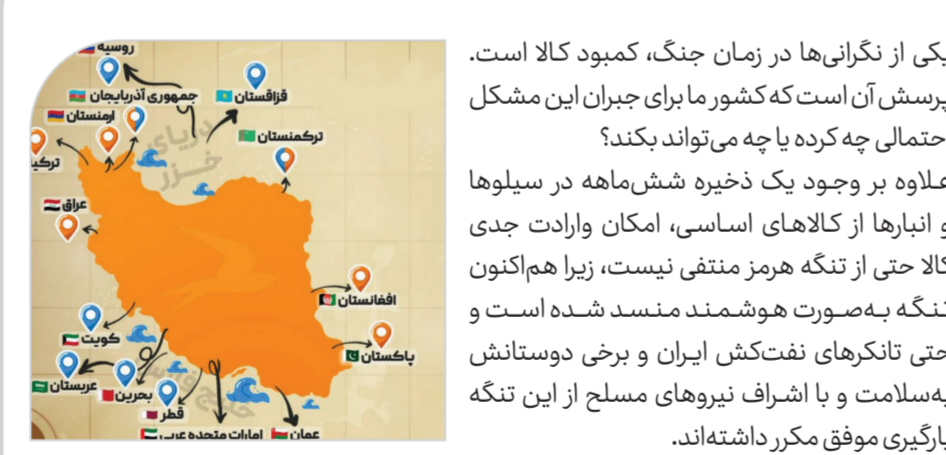 یکی از نگرانی‌ها در زمان جنگ، کمبود کالا است.
پرسش آن است که کشور ما برای جبران این مشکل
احتمالی چه کرده یا چه می‌تواند بکند؟
علاوه بر وجود یک ذخیره شش‌ماهه در سیلوها
و انبارها از کالاهای اساسی، امکان وارادت جدی
کالا حتی از تنگه هرمز منتفی نیست، زیرا هم‌اکنون
تنگه به‌صورت هوشمند منسد شده است و
حتی تانکرهای نفت‌کش ایران و برخی دوستانش
به‌سلامت و با اشراف نیروهای مسلح از این تنگه
بارگیری موفق مکرر داشته‌اند.
روسیه
قزاقستان
جمهوری آذربایجان
ارمنستان
دریای
خزر
ترکمنستان
عراق
افغانستان
کویت
پاکستان
عربستان
بحرین
قطر
امارات متحده عربی
عمان